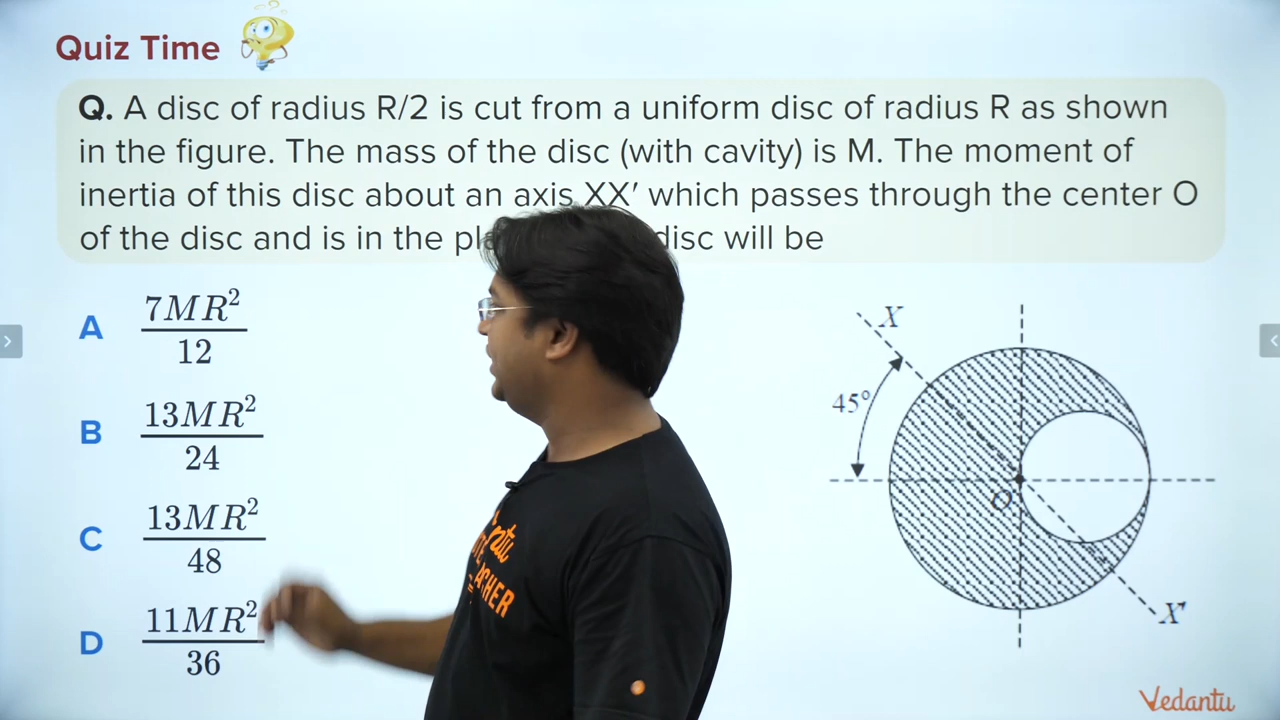 Quiz Time
Q. A disc of radius R/2 is cut from a uniform disc of radius R as shown
in the figure. The mass of the disc (with cavity) is M. The moment of
inertia of this disc about an axis XX′ which passes through the center O
of the disc and is in the disc will be
A 7MR²/12
B 13MR²/24
C 13MR²/48
D 11MR²/36
X
45°
O
X'
Vedantu